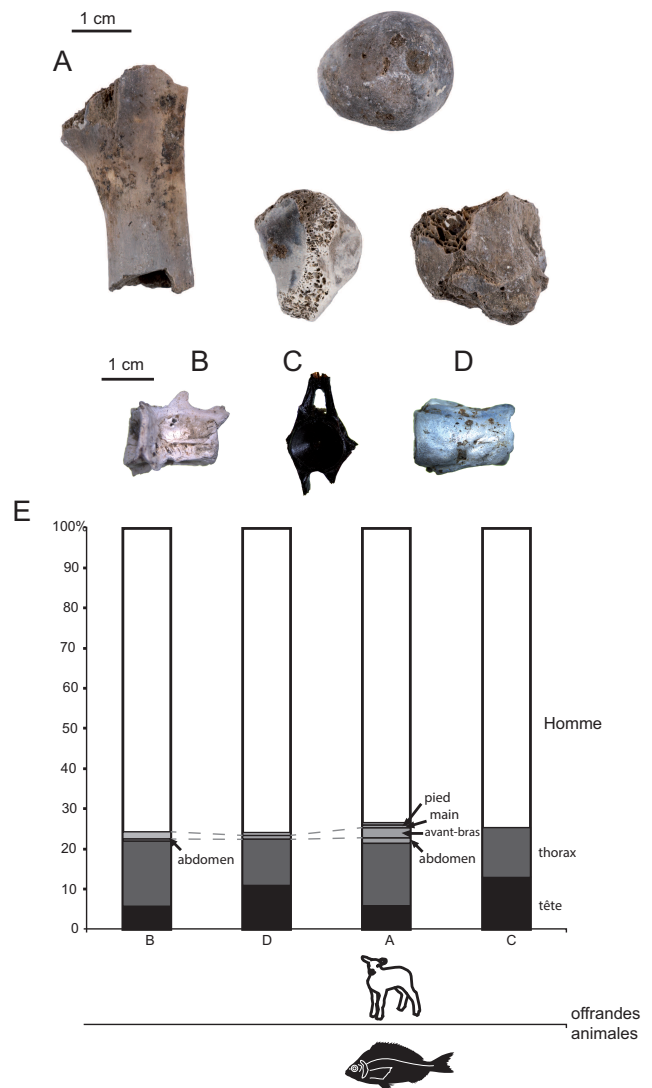 1 cm
A
1 cm
B
C
D
E
100%
90
80
70
60
50
40
30
20
10
0
Homme
pied
main
avant-bras
abdomen
abdomen
thorax
tête
B
D
A
C
offrandes
animales